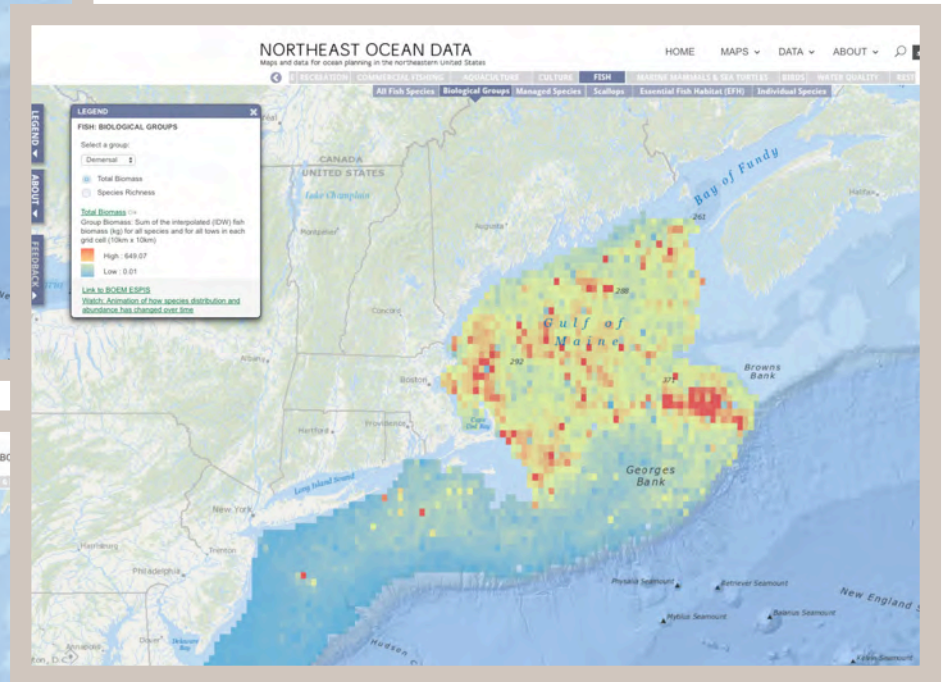 NORTHEAST OCEAN DATA
Maps and data for ocean planning in the northeastern United States
HOME MAPS DATA ABOUT
RECREATION COMMERCIAL FISHING AQUACULTURE CULTURE FISH MARINE MAMMALS & SEA TURTLES BIRDS WATER QUALITY REST
All Fish Species Biological Groups Managed Species Scallops Essential Fish Habitat (EFH) Individual Species
LEGEND
ABOUT
FEEDBACK
LEGEND
FISH: BIOLOGICAL GROUPS
Select a group:
Demersal
Total Biomass
Species Richness
Total Biomass
Group Biomass: Sum of the interpolated (IDW) fish
biomass (kg) for all species and for all tows in each
grid cell (10km x 10km)
High : 649.07
Low : 0.01
Link to BOEM ESPIS
Watch: Animation of how species distribution and
abundance has changed over time
CANADA
UNITED STATES
Lake Champlain
Bay of Fundy
Halifax
261
Montpelier
Augusta
288
Concord
Gulf of
Maine
292
Albany
Boston
371
Browns
Bank
Cape
Cod Bay
Hartford
Providence
Georges
Bank
Long Island Sound
New York
Harrisburg
Trenton
Philadelphia
Physalia Seamount
Retriever Seamount
New England
Mytilus Seamount
Balanus Seamount
Dover
Delaware
Bay
Hudson
Annapolis